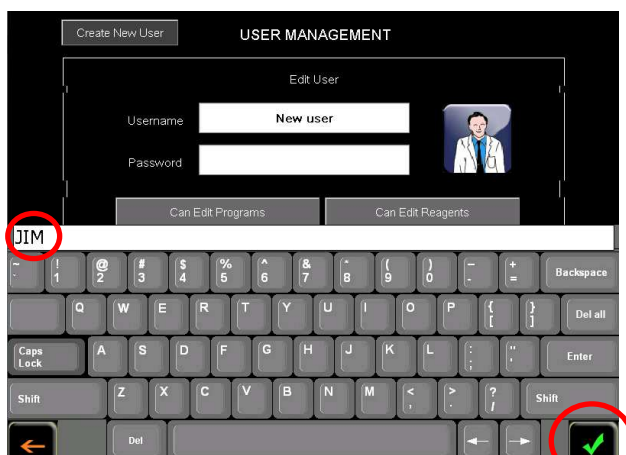 Create New User USER MANAGEMENT
Edit User
Username New user
Password
Can Edit Programs Can Edit Reagents
JIM
~ ` ! 1 @ 2 # 3 $ 4 % 5 ^ 6 & 7 * 8 ( 9 ) 0 _ - + = Backspace
Q W E R T Y U I O P { [ } ] Del all
Caps Lock A S D F G H J K L : ; " ' Enter
Shift Z X C V B N M < , > . ? / Shift
Del